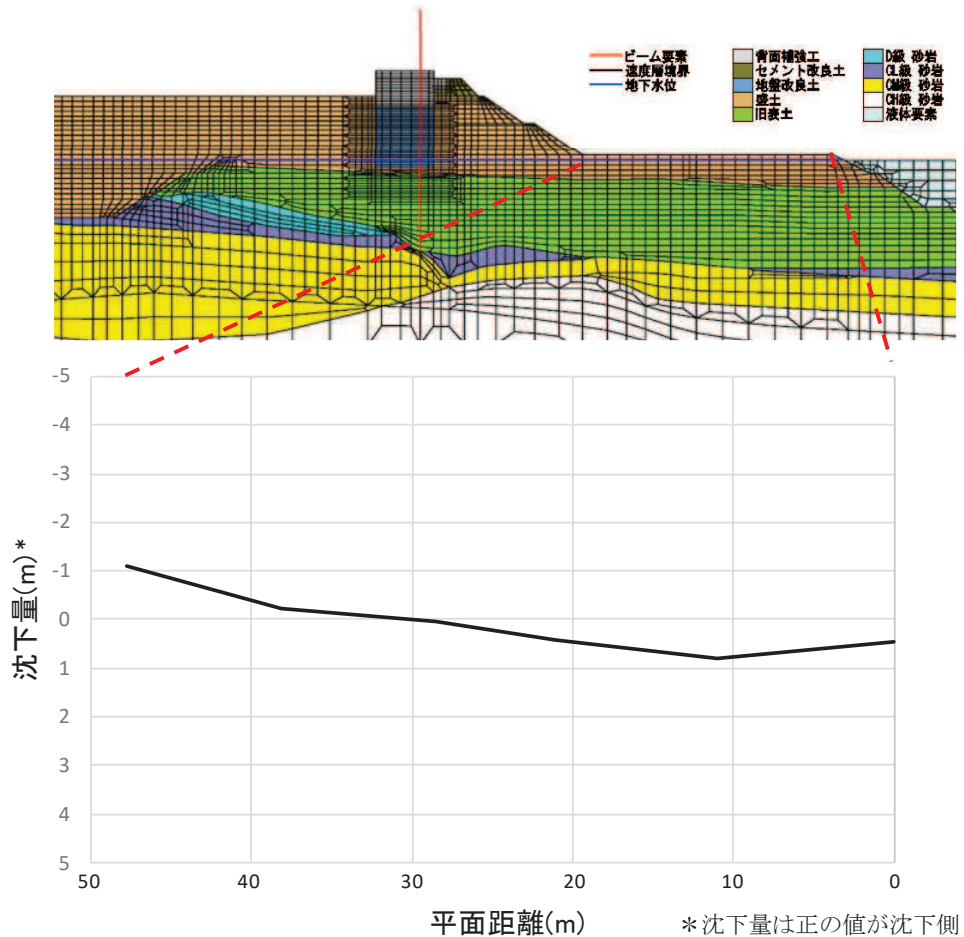 ビーム要素
速度層境界
地下水位
背面補強工
セメント改良土
地盤改良土
盛土
旧表土
D級 砂岩
CL級 砂岩
CM級 砂岩
CH級 砂岩
液体要素
-5
-4
-3
-2
-1
0
1
2
3
4
5
沈下量(m)*
50
40
30
20
10
0
平面距離(m)
*沈下量は正の値が沈下側